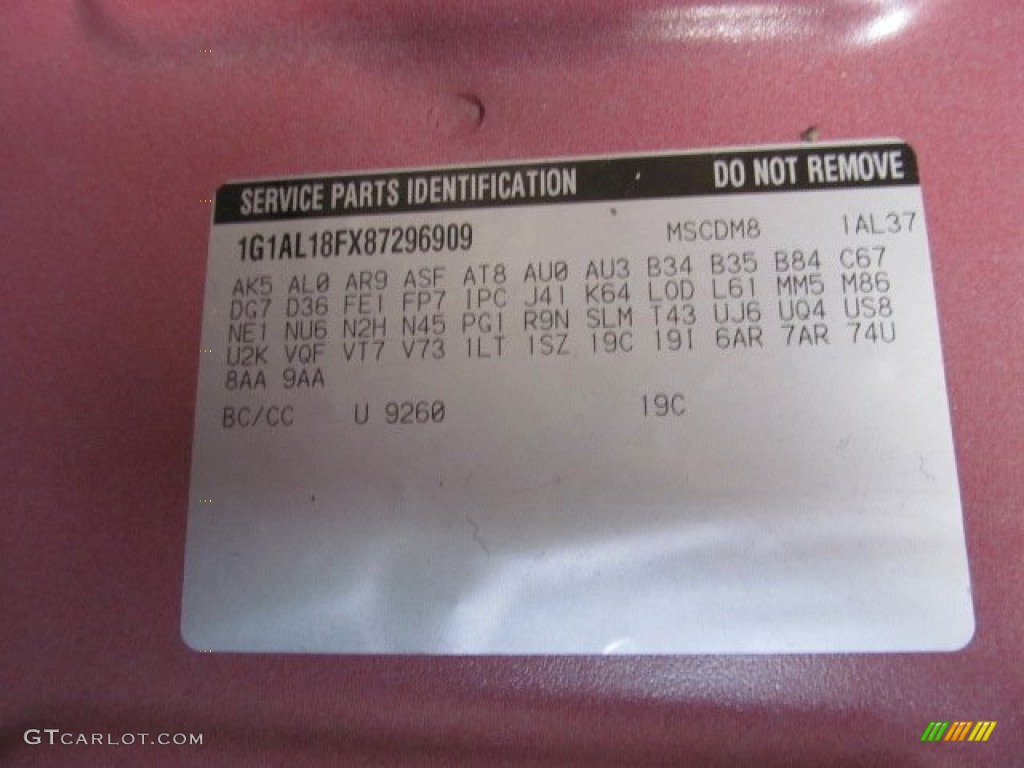 SERVICE PARTS IDENTIFICATION DO NOT REMOVE
1G1AL18FX87296909 MSCDM8 1AL37
AK5 AL0 AR9 ASF AT8 AU0 AU3 B34 B35 B84 C67
DG7 D36 FE1 FP7 1PC J41 K64 L0D L61 MM5 M86
NE1 NU6 N2H N45 PG1 R9N SLM T43 UJ6 UQ4 US8
U2K VQF VT7 V73 1LT 1SZ 19C 19I 6AR 7AR 74U
8AA 9AA
BC/CC U 9260 19C
GTCARLOT.COM